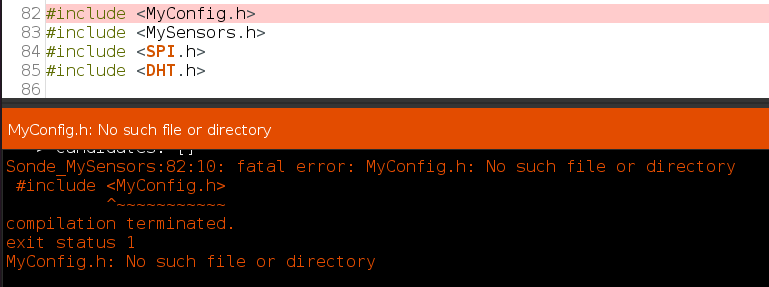 82 #include <MyConfig.h>
83 #include <MySensors.h>
84 #include <SPI.h>
85 #include <DHT.h>
86
MyConfig.h: No such file or directory
candidates: []
Sonde_MySensors:82:10: fatal error: MyConfig.h: No such file or directory
 #include <MyConfig.h>
          ^~~~~~~~~~~~
compilation terminated.
exit status 1
MyConfig.h: No such file or directory